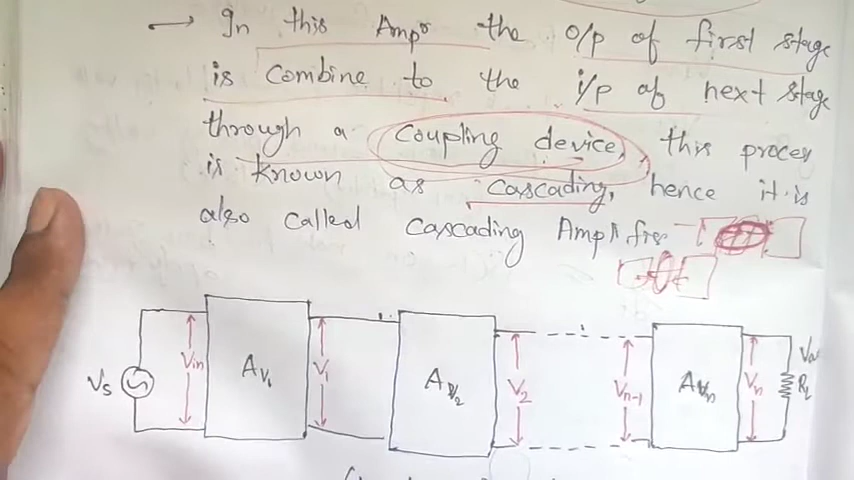 → In this Ampr the o/p of first stage
is combine to the i/p of next stage
through a coupling device, this proces
is known as cascading, hence it is
also called cascading Amplifier
Vs Vin Av1 V1 Av2 V2 Vn-1 Avn Vn RL